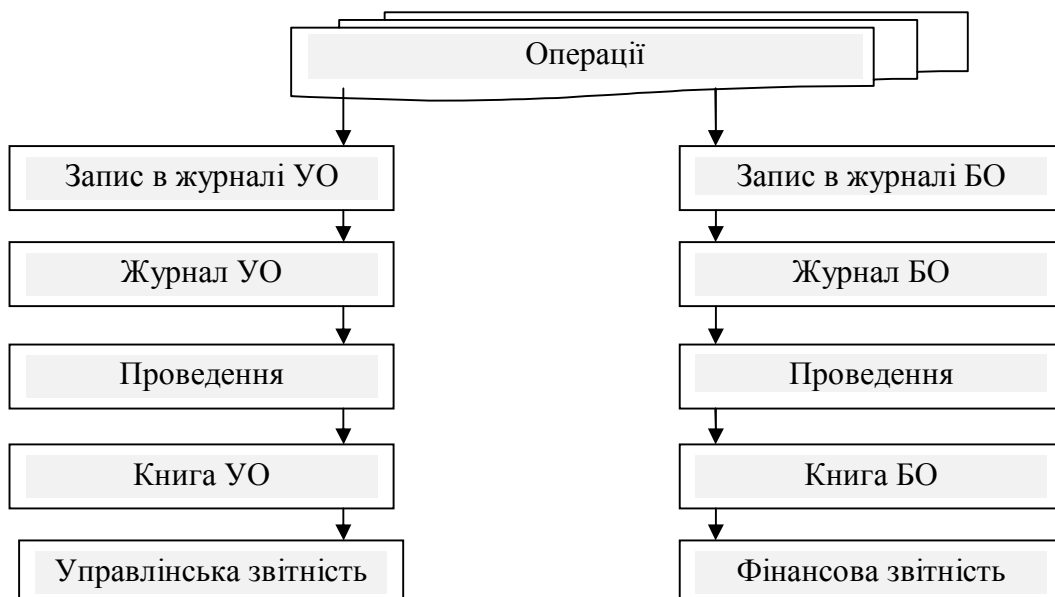 Операції
Запис в журналі УО
Запис в журналі БО
Журнал УО
Журнал БО
Проведення
Проведення
Книга УО
Книга БО
Управлінська звітність
Фінансова звітність